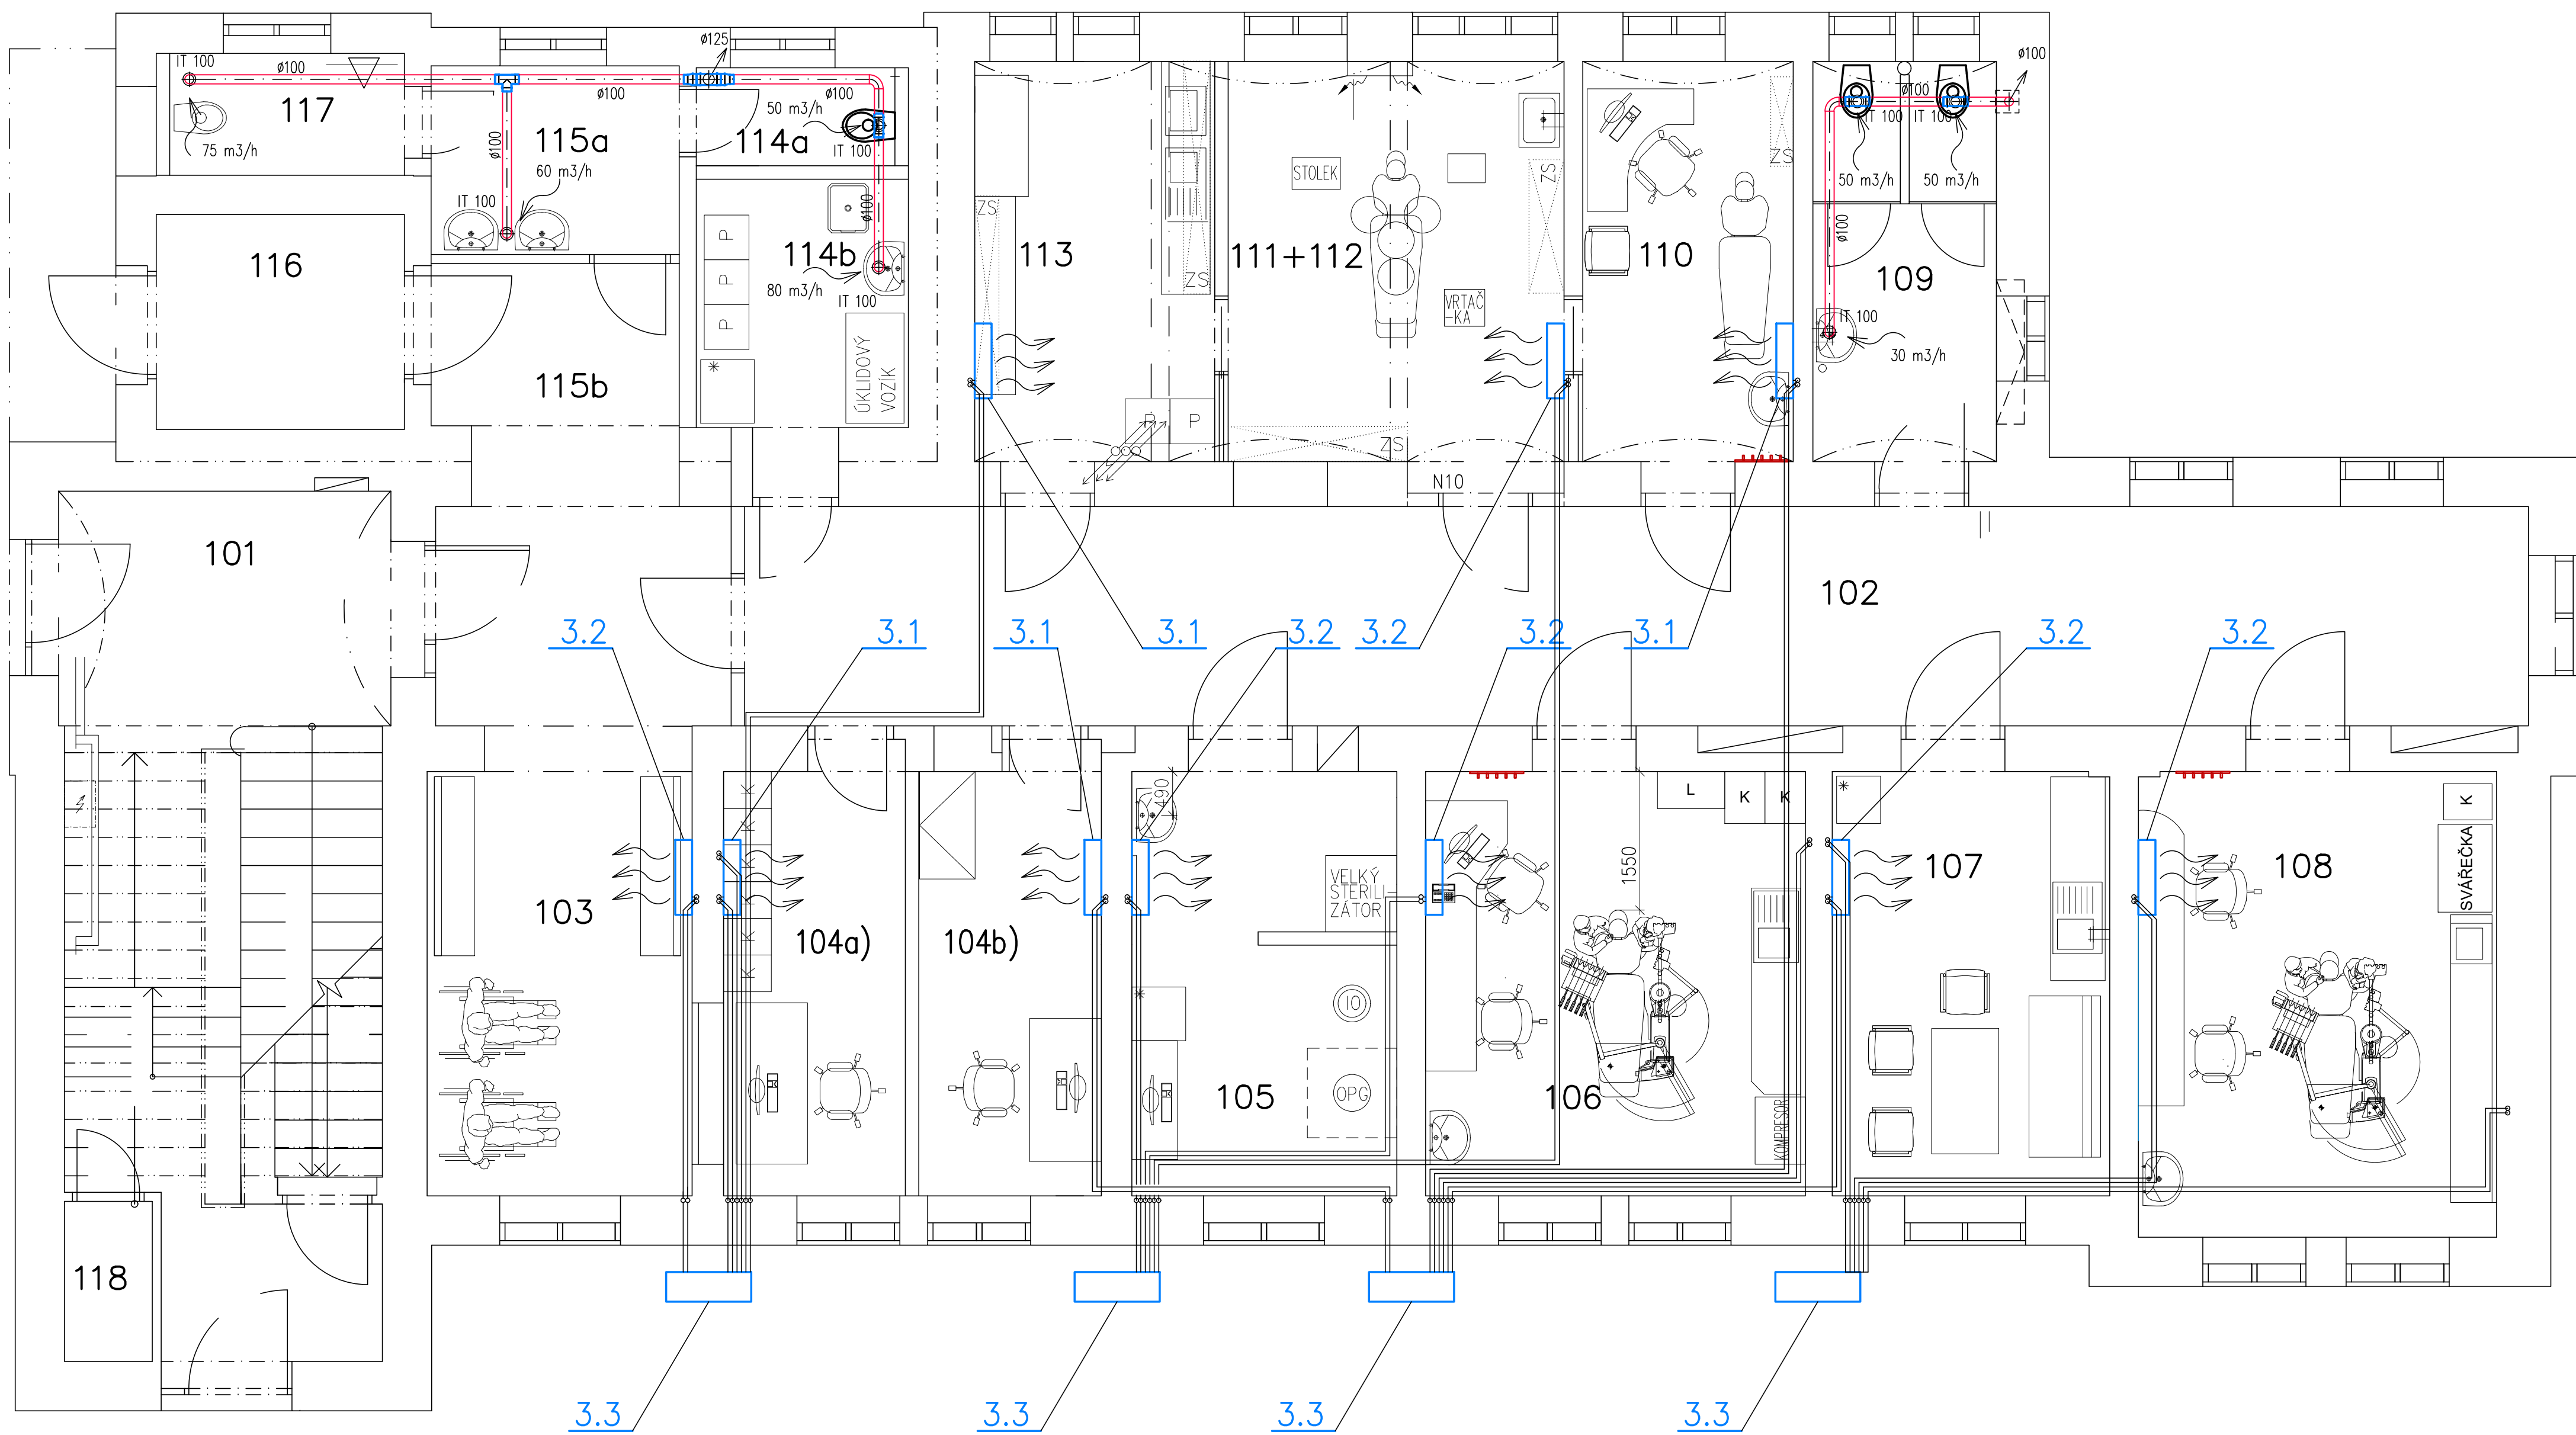 ø125
ø100
IT 100
ø100
ø100
ø100
ø100
ø100
117
115a
114a
50 m3/h
IT 100
IT 100
IT 100
75 m3/h
60 m3/h
50 m3/h
50 m3/h
ø100
IT 100
STOLEK
ZS
ZS
ZS
ø100
ø100
116
P
114b
113
ZS
111+112
110
109
80 m3/h
IT 100
P
VRTAČ
-KA
IT 100
30 m3/h
P
*
ÚKLIDOVÝ
VOZÍK
115b
P
P
ZS
N10
101
102
3.2
3.1
3.1
3.1
3.2
3.2
3.2
3.1
3.2
3.2
490
L
K
K
*
K
1550
SVÁŘEČKA
K
K
K
K
K
K
VELKÝ
STERILI-
ZÁTOR
107
108
103
104a)
104b)
*
IO
OPG
105
106
KOMPRESOR
118
3.3
3.3
3.3
3.3